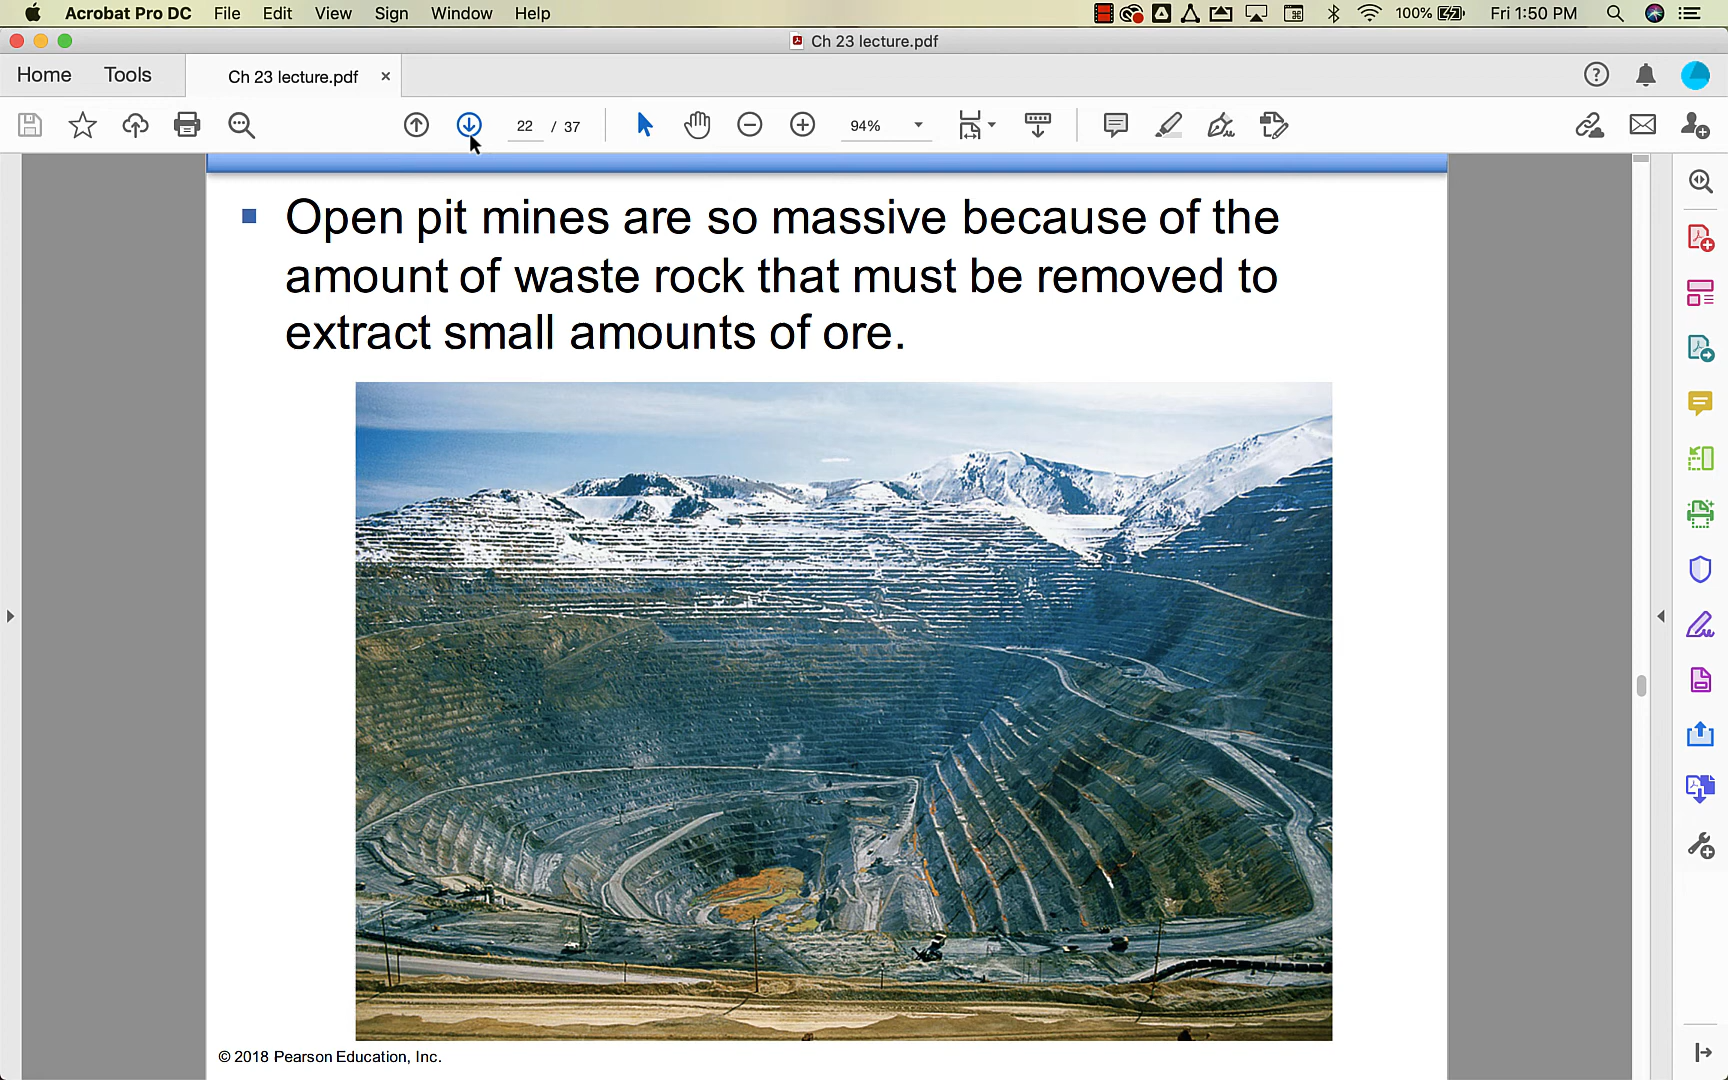 Acrobat Pro DC File Edit View Sign Window Help 100% Fri 1:50 PM
Ch 23 lecture.pdf
Home Tools Ch 23 lecture.pdf ×
22 / 37 94%
Open pit mines are so massive because of the
amount of waste rock that must be removed to
extract small amounts of ore.
© 2018 Pearson Education, Inc.